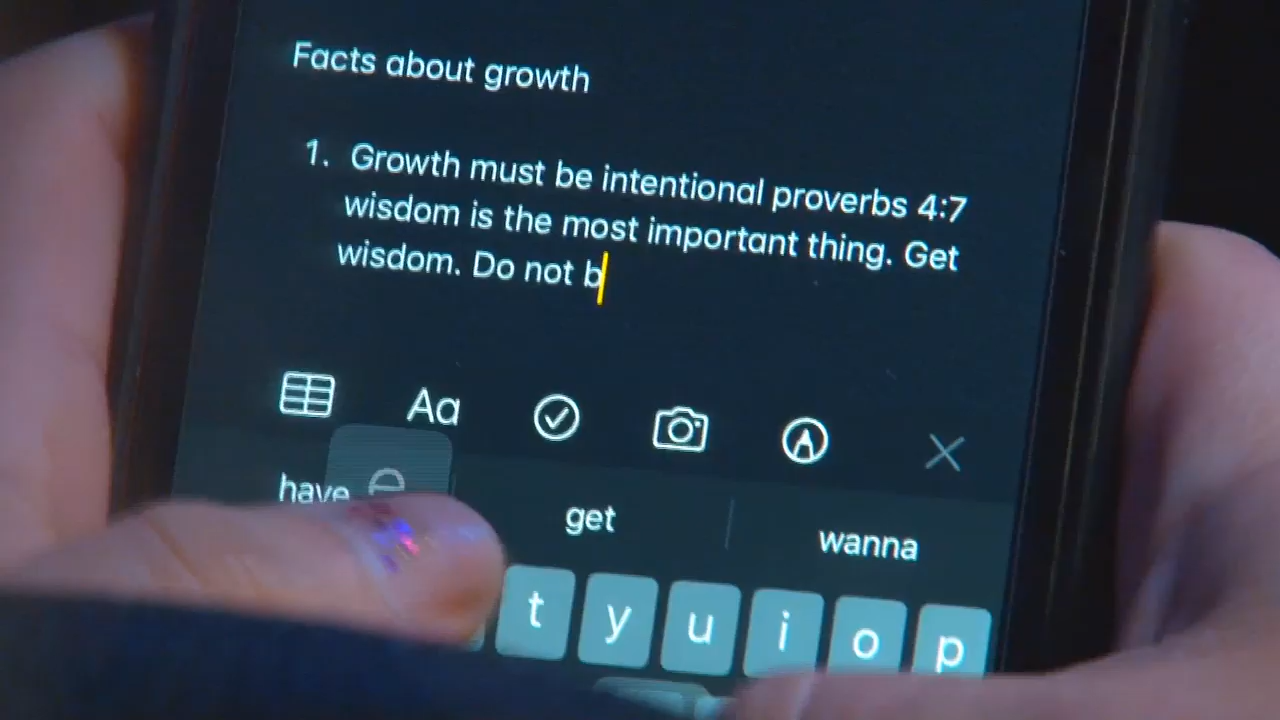 Facts about growth
1. Growth must be intentional proverbs 4:7
wisdom is the most important thing. Get
wisdom. Do not b
Aa
have e
get
wanna
t y u i o p